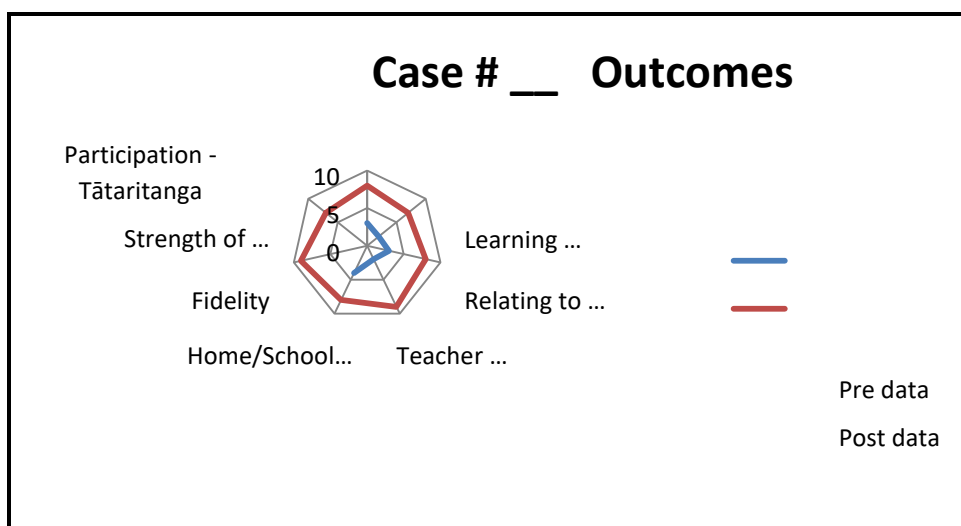 Case # __ Outcomes
Participation -
Tātaritanga
10
5
0
Strength of ...
Learning ...
Fidelity
Relating to ...
Home/School...
Teacher ...
Pre data
Post data